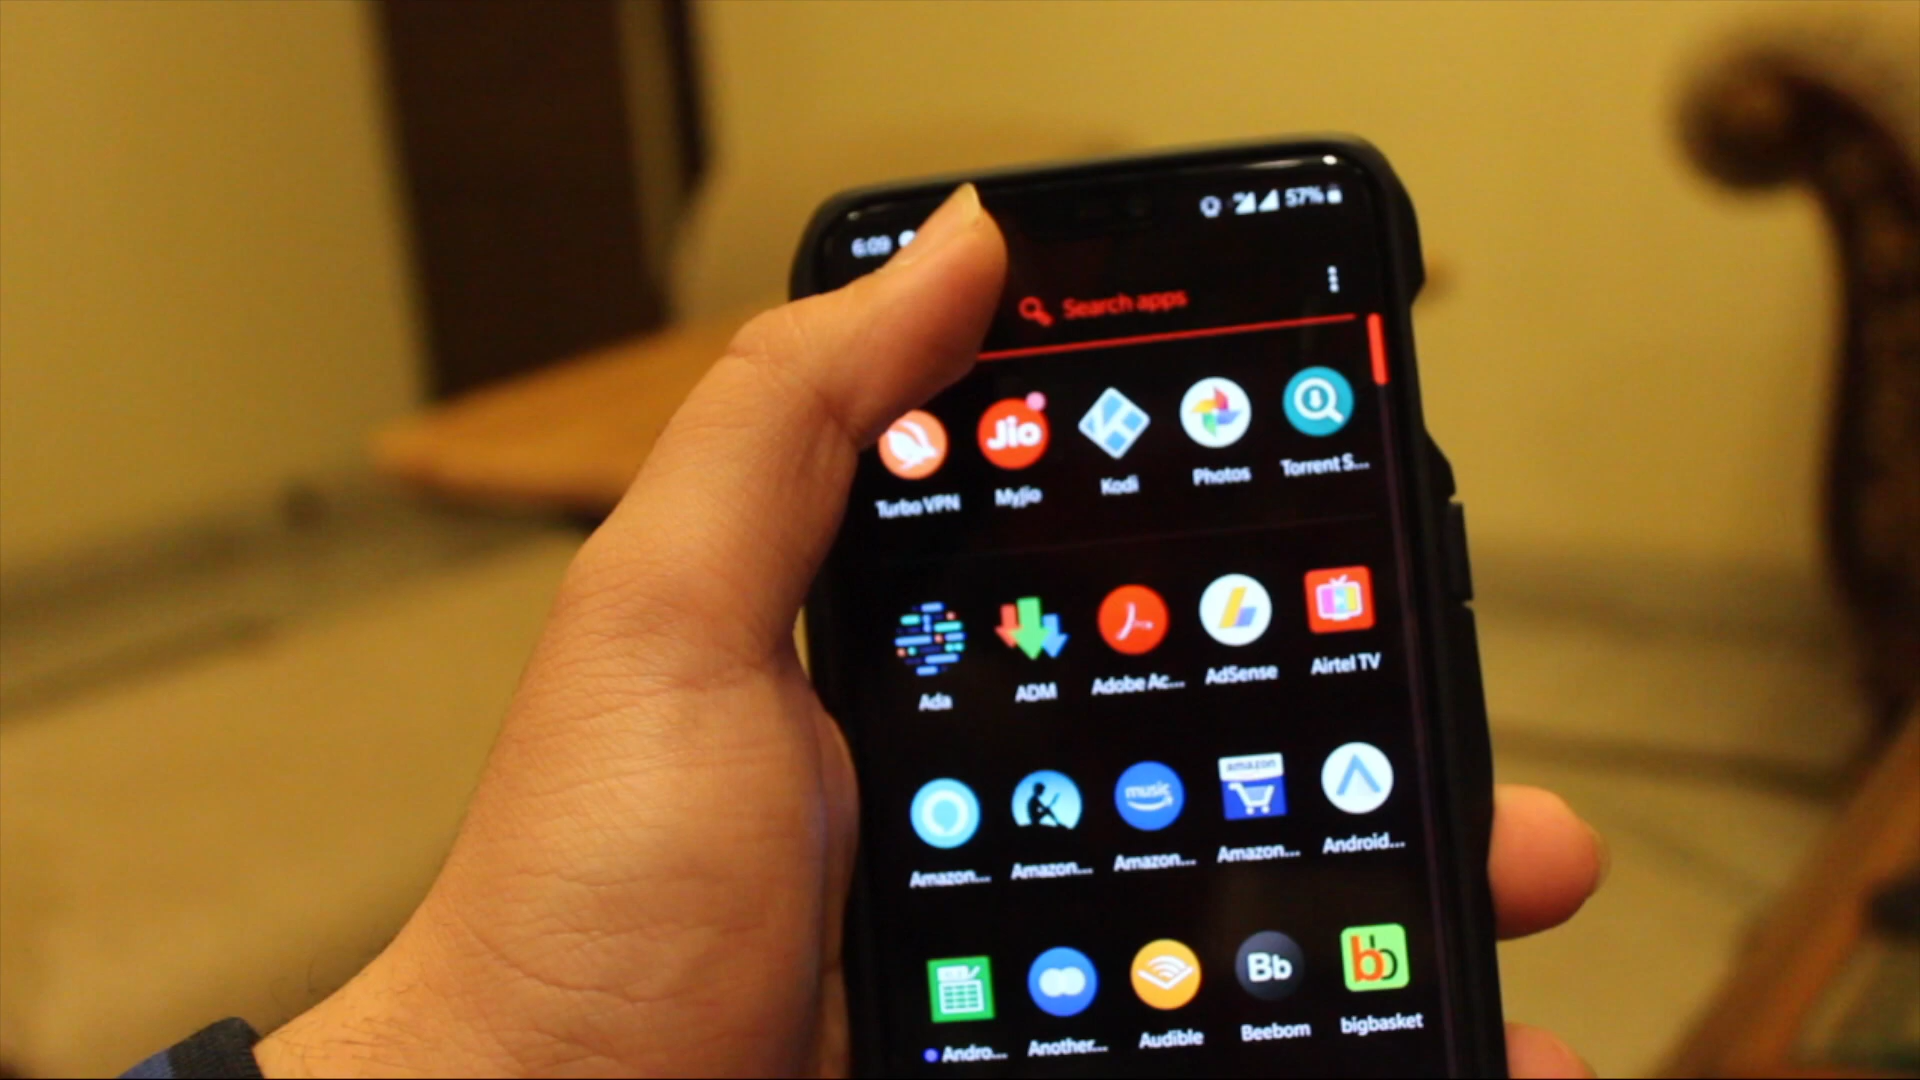 6:09 57%
Search apps
Jio
Turbo VPN MyJio Kodi Photos Torrent S...
Ada ADM Adobe Ac... AdSense Airtel TV
music amazon
Amazon... Amazon... Amazon... Amazon... Android...
Bb bb
Andro... Another... Audible Beebom bigbasket